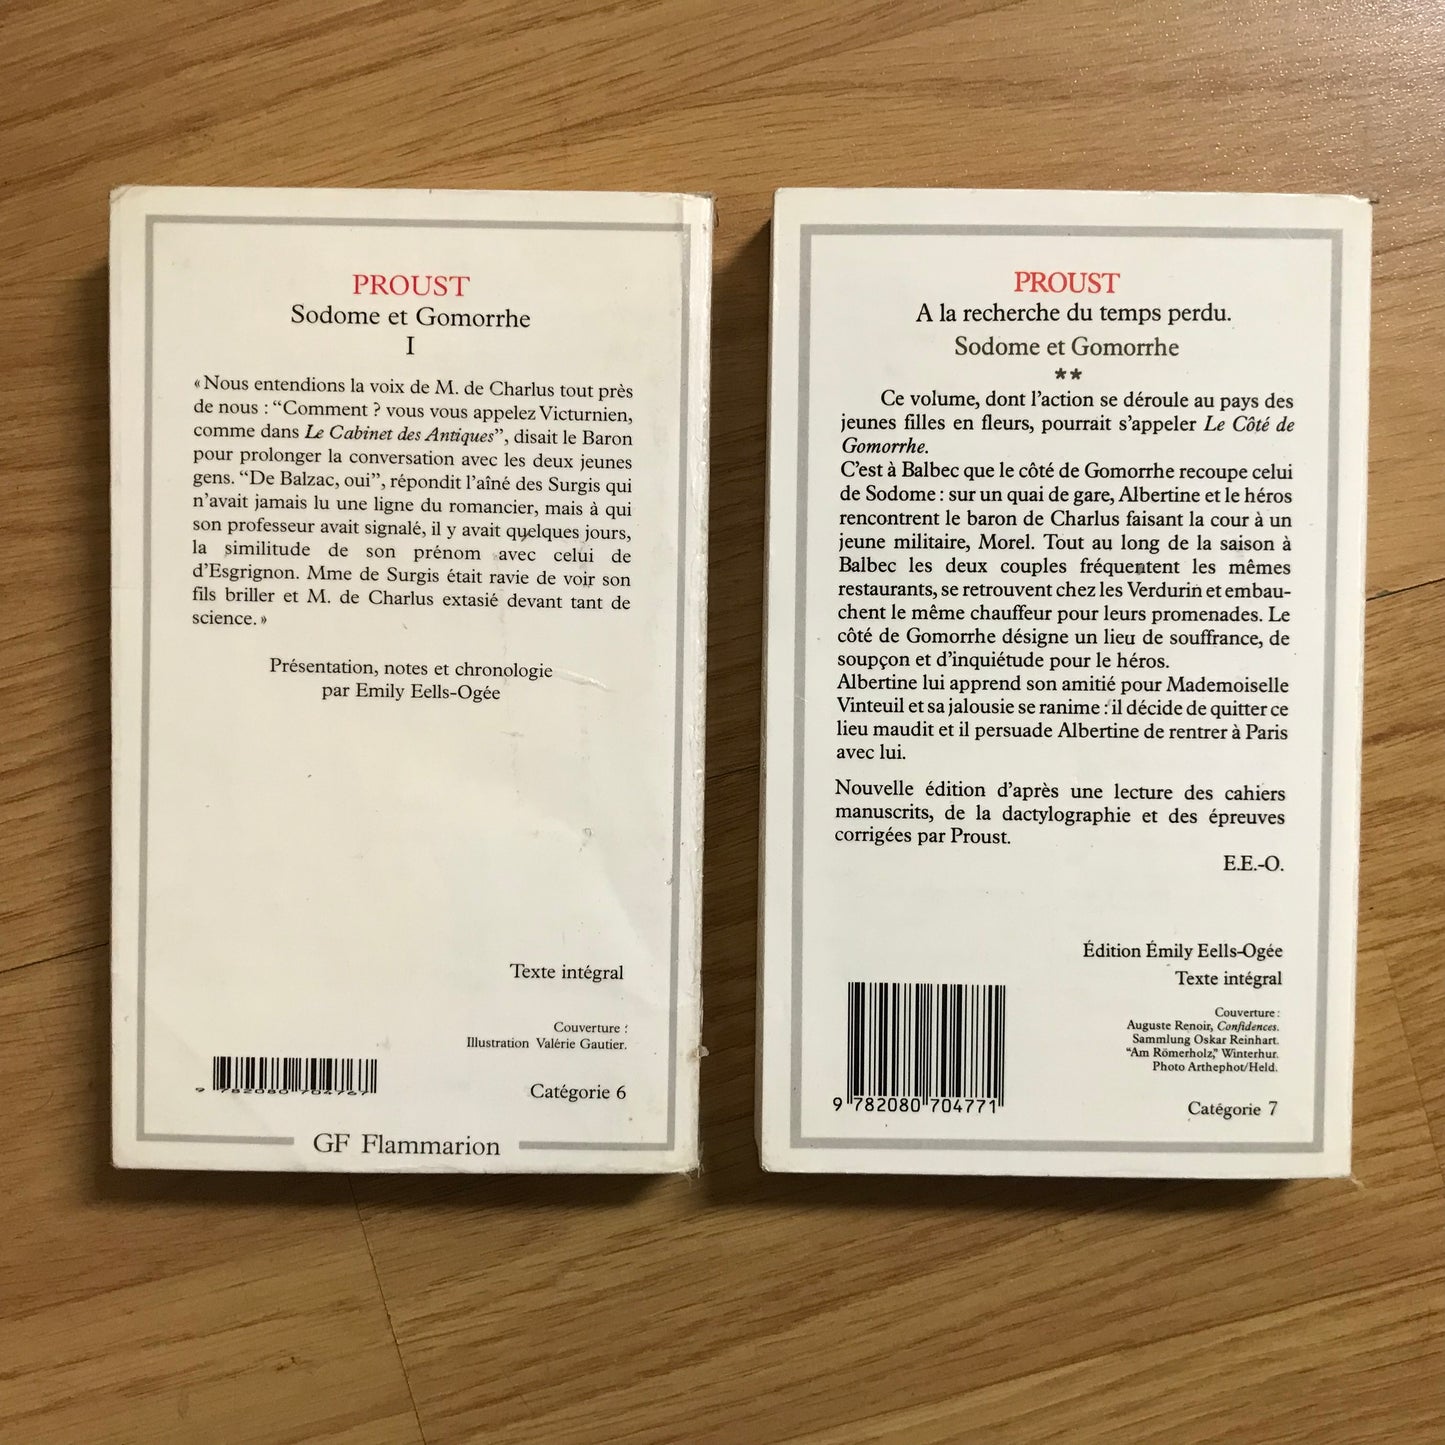 PROUST
Sodome et Gomorrhe
I
« Nous entendions la voix de M. de Charlus tout près
de nous : “Comment ? vous vous appelez Victurnien,
comme dans Le Cabinet des Antiques”, disait le Baron
pour prolonger la conversation avec les deux jeunes
gens. “De Balzac, oui”, répondit l’aîné des Surgis qui
n’avait jamais lu une ligne du romancier, mais à qui
son professeur avait signalé, il y avait quelques jours,
la similitude de son prénom avec celui de
d’Esgrignon. Mme de Surgis était ravie de voir son
fils briller et M. de Charlus extasié devant tant de
science. »
Présentation, notes et chronologie
par Emily Eells-Ogée
Texte intégral
Couverture :
Illustration Valérie Gautier.
9 782080 704767
Catégorie 6
GF Flammarion
PROUST
A la recherche du temps perdu.
Sodome et Gomorrhe
**
Ce volume, dont l’action se déroule au pays des
jeunes filles en fleurs, pourrait s’appeler Le Côté de
Gomorrhe.
C’est à Balbec que le côté de Gomorrhe recoupe celui
de Sodome : sur un quai de gare, Albertine et le héros
rencontrent le baron de Charlus faisant la cour à un
jeune militaire, Morel. Tout au long de la saison à
Balbec les deux couples fréquentent les mêmes
restaurants, se retrouvent chez les Verdurin et embau-
chent le même chauffeur pour leurs promenades. Le
côté de Gomorrhe désigne un lieu de souffrance, de
soupçon et d’inquiétude pour le héros.
Albertine lui apprend son amitié pour Mademoiselle
Vinteuil et sa jalousie se ranime : il décide de quitter ce
lieu maudit et il persuade Albertine de rentrer à Paris
avec lui.
Nouvelle édition d’après une lecture des cahiers
manuscrits, de la dactylographie et des épreuves
corrigées par Proust.
E.E.-O.
Édition Émily Eells-Ogée
Texte intégral
Couverture :
Auguste Renoir, Confidences.
Sammlung Oskar Reinhart.
“Am Römerholz,” Winterhur.
Photo Arthephot/Held.
9 782080 704771
Catégorie 7